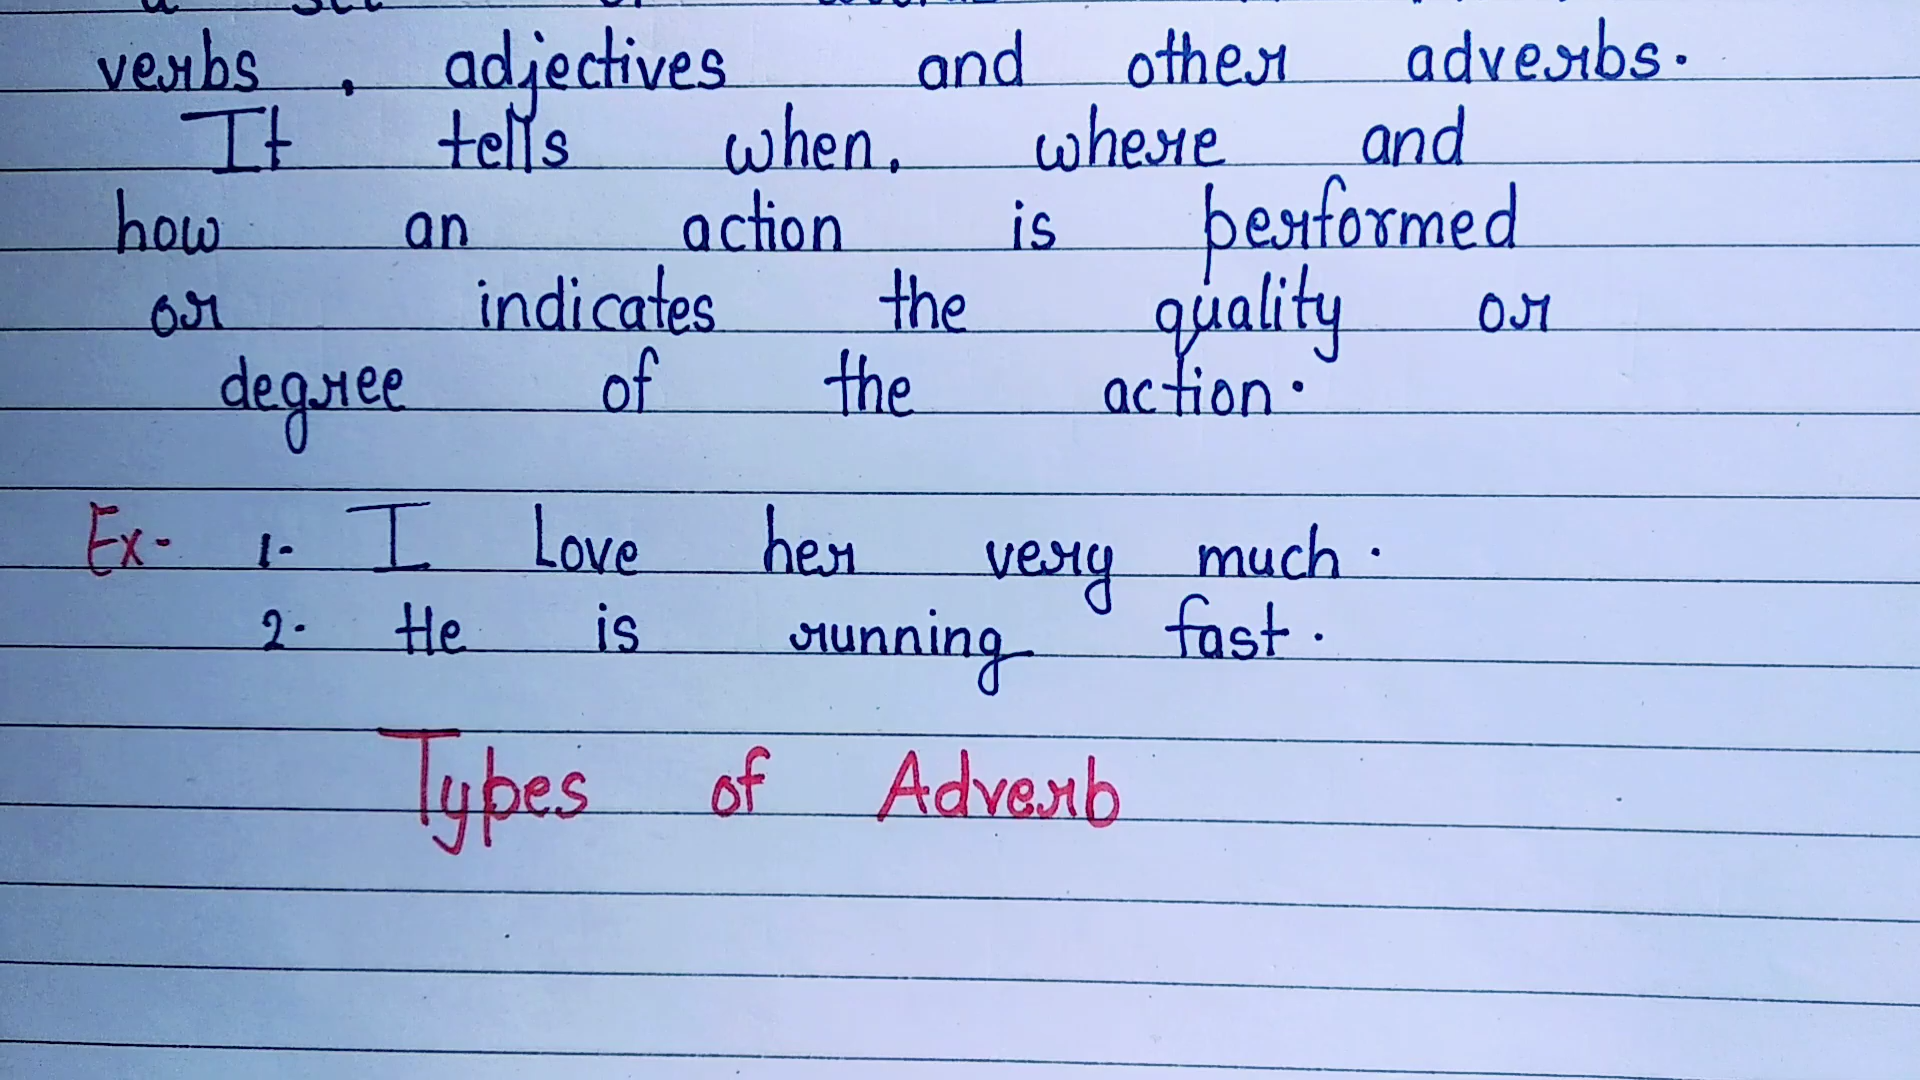 verbs, adjectives and other adverbs.
It tells when, where and
how an action is performed
or indicates the quality or
degree of the action.
Ex- 1- I Love her very much.
2. He is running fast.
Types of Adverb